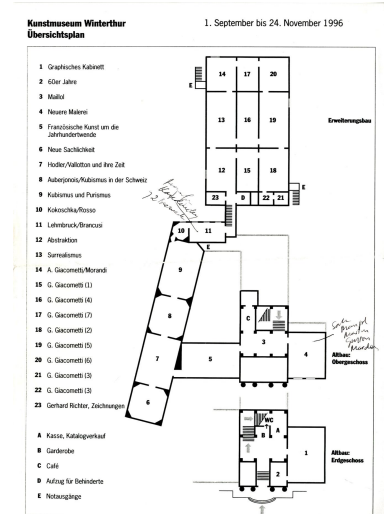 Kunstmuseum Winterthur
Übersichtsplan
1. September bis 24. November 1996
1 Graphisches Kabinett
2 60er Jahre
3 Maillol
4 Neuere Malerei
5 Französische Kunst um die
Jahrhundertwende
6 Neue Sachlichkeit
7 Hodler/Vallotton und ihre Zeit
8 Auberjonois/Kubismus in der Schweiz
9 Kubismus und Purismus
10 Kokoschka/Rosso
11 Lehmbruck/Brancusi
12 Abstraktion
13 Surrealismus
14 A. Giacometti/Morandi
15 G. Giacometti (1)
16 G. Giacometti (4)
17 G. Giacometti (7)
18 G. Giacometti (2)
19 G. Giacometti (5)
20 G. Giacometti (6)
21 G. Giacometti (3)
22 G. Giacometti (3)
23 Gerhard Richter, Zeichnungen
A Kasse, Katalogverkauf
B Garderobe
C Café
D Aufzug für Behinderte
E Notausgänge
14 17 20
E
13 16 19
Erweiterungsbau
12 15 18
23 D 22 21
E
10 11
E
9
8
C
3
7 5 4
Altbau:
Obergeschoss
6
WC
B A
1
Altbau:
Erdgeschoss
2